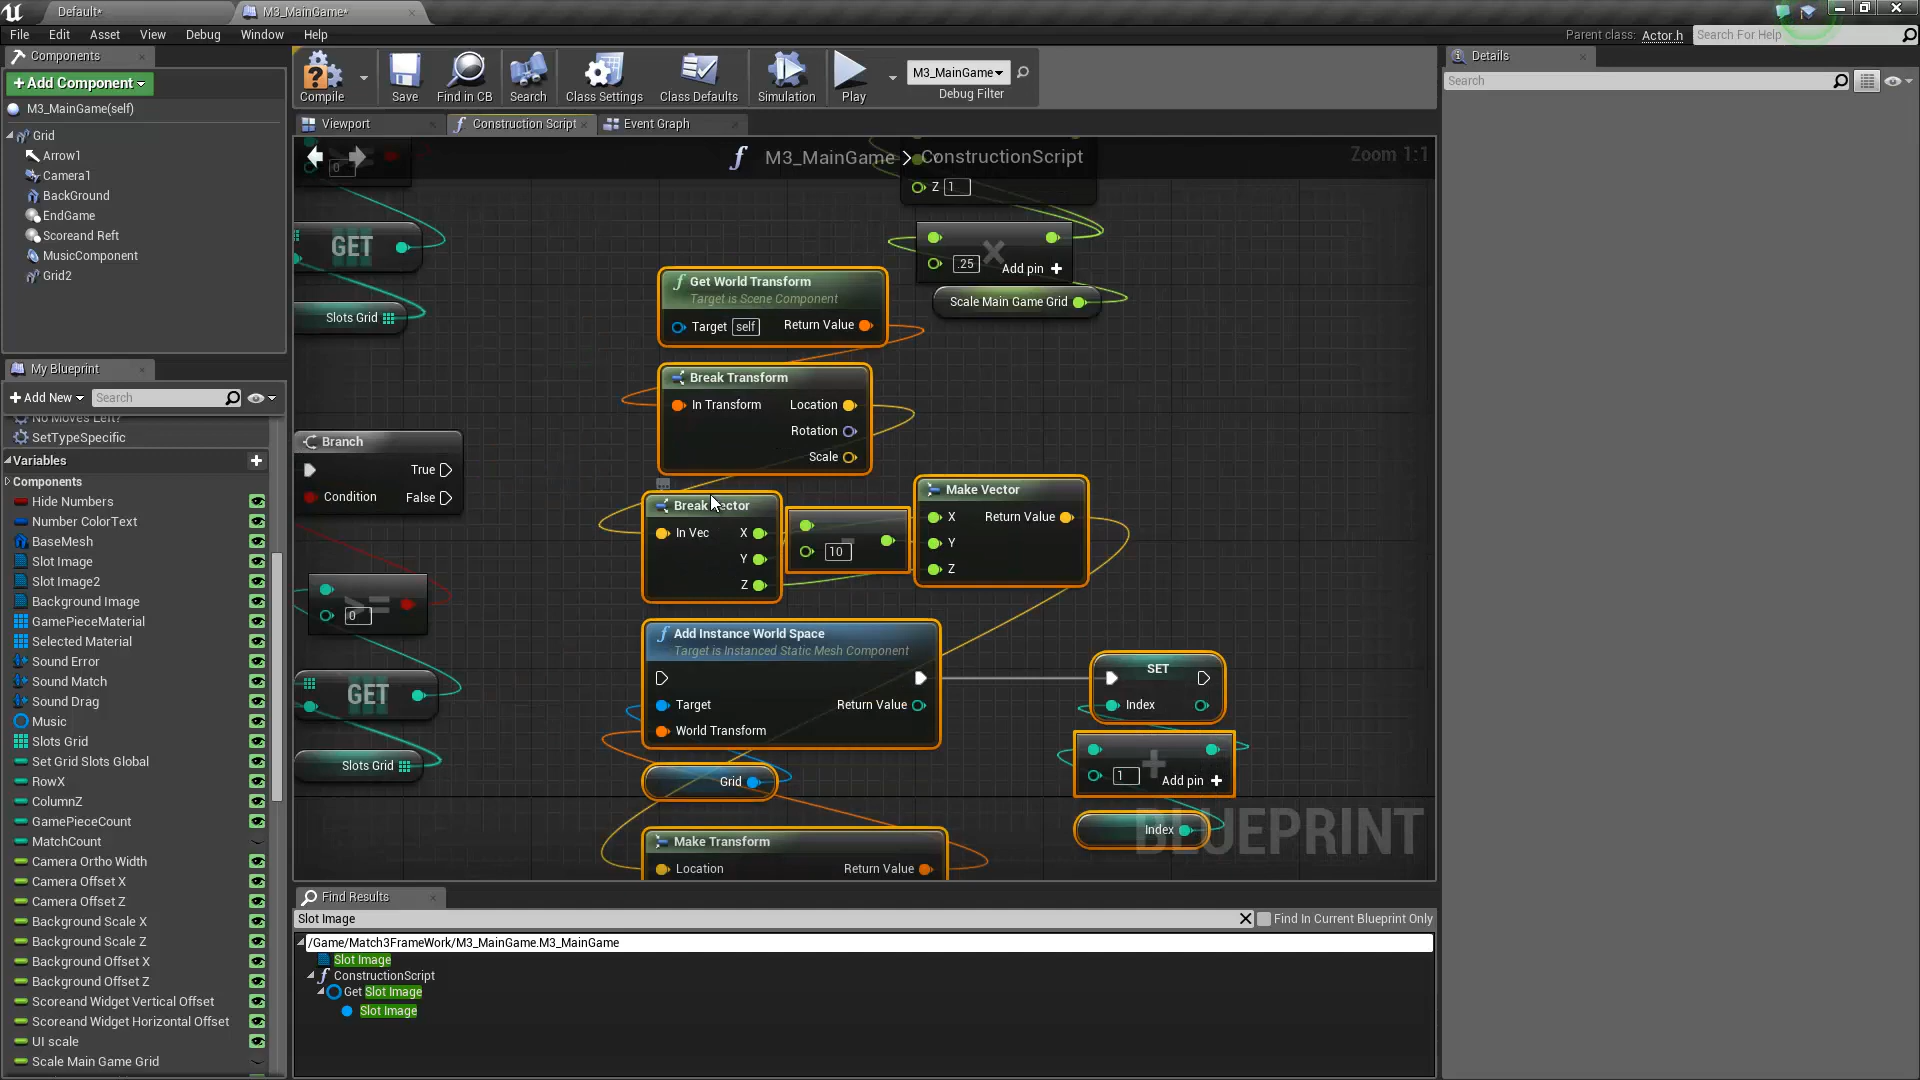 Default*
M3_MainGame*
File Edit Asset View Debug Window Help
Parent class: Actor.h
Search For Help
Components
+Add Component
M3_MainGame(self)
Grid
Arrow1
Camera1
BackGround
EndGame
Scoreand Reft
MusicComponent
Grid2
Compile
Save
Find in CB
Search
Class Settings
Class Defaults
Simulation
Play
M3_MainGame
Debug Filter
Details
Search
Viewport
Construction Script
Event Graph
M3_MainGame > ConstructionScript
Zoom 1:1
0
Z 1
GET
.25
Add pin +
Get World Transform
Target is Scene Component
Target self
Return Value
Scale Main Game Grid
Slots Grid
Break Transform
In Transform
Location
Rotation
Scale
Branch
True
Condition
False
Break Vector
In Vec
X
Y
Z
10
Make Vector
X
Return Value
Y
Z
>=
0
Add Instance World Space
Target is Instanced Static Mesh Component
Target
Return Value
World Transform
GET
SET
Index
1
Add pin +
Slots Grid
Grid
Index
Make Transform
Location
Return Value
BLUEPRINT
My Blueprint
+Add New
Search
No Moves Left?
SetTypeSpecific
Variables
Components
Hide Numbers
Number ColorText
BaseMesh
Slot Image
Slot Image2
Background Image
GamePieceMaterial
Selected Material
Sound Error
Sound Match
Sound Drag
Music
Slots Grid
Set Grid Slots Global
RowX
ColumnZ
GamePieceCount
MatchCount
Camera Ortho Width
Camera Offset X
Camera Offset Z
Background Scale X
Background Scale Z
Background Offset X
Background Offset Z
Scoreand Widget Vertical Offset
Scoreand Widget Horizontal Offset
UI scale
Scale Main Game Grid
Find Results
Slot Image
Find In Current Blueprint Only
/Game/Match3FrameWork/M3_MainGame.M3_MainGame
Slot Image
ConstructionScript
Get Slot Image
Slot Image